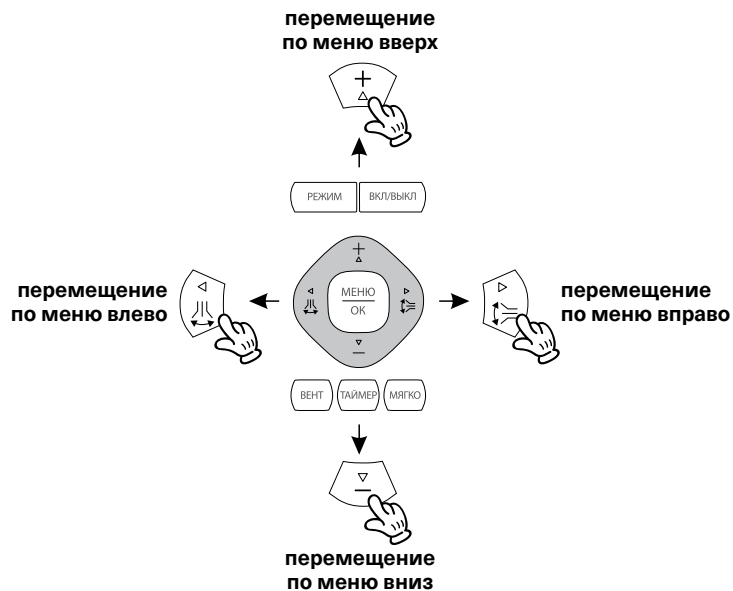 перемещение
по меню вверх
+
РЕЖИМ
ВКЛ/ВЫКЛ
+
перемещение
по меню влево
МЕНЮ
ОК
перемещение
по меню вправо
—
ВЕНТ
ТАЙМЕР
МЯГКО
—
перемещение
по меню вниз